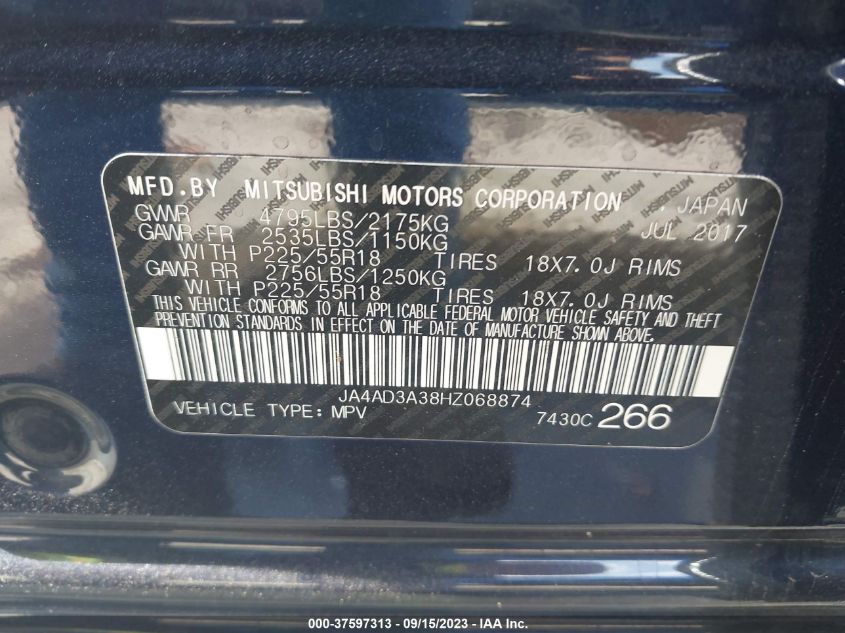 MFD.BY MITSUBISHI MOTORS CORPORATION . JAPAN
GVWR 4795LBS/2175KG JUL 2017
GAWR FR 2535LBS/1150KG
WITH P225/55R18 TIRES 18X7.0J RIMS
GAWR RR 2756LBS/1250KG
WITH P225/55R18 TIRES 18X7.0J RIMS
THIS VEHICLE CONFORMS TO ALL APPLICABLE FEDERAL MOTOR VEHICLE SAFETY AND THEFT
PREVENTION STANDARDS IN EFFECT ON THE DATE OF MANUFACTURE SHOWN ABOVE.
JA4AD3A38HZ068874
VEHICLE TYPE: MPV 7430C 266
000-37597313 - 09/15/2023 - IAA Inc.